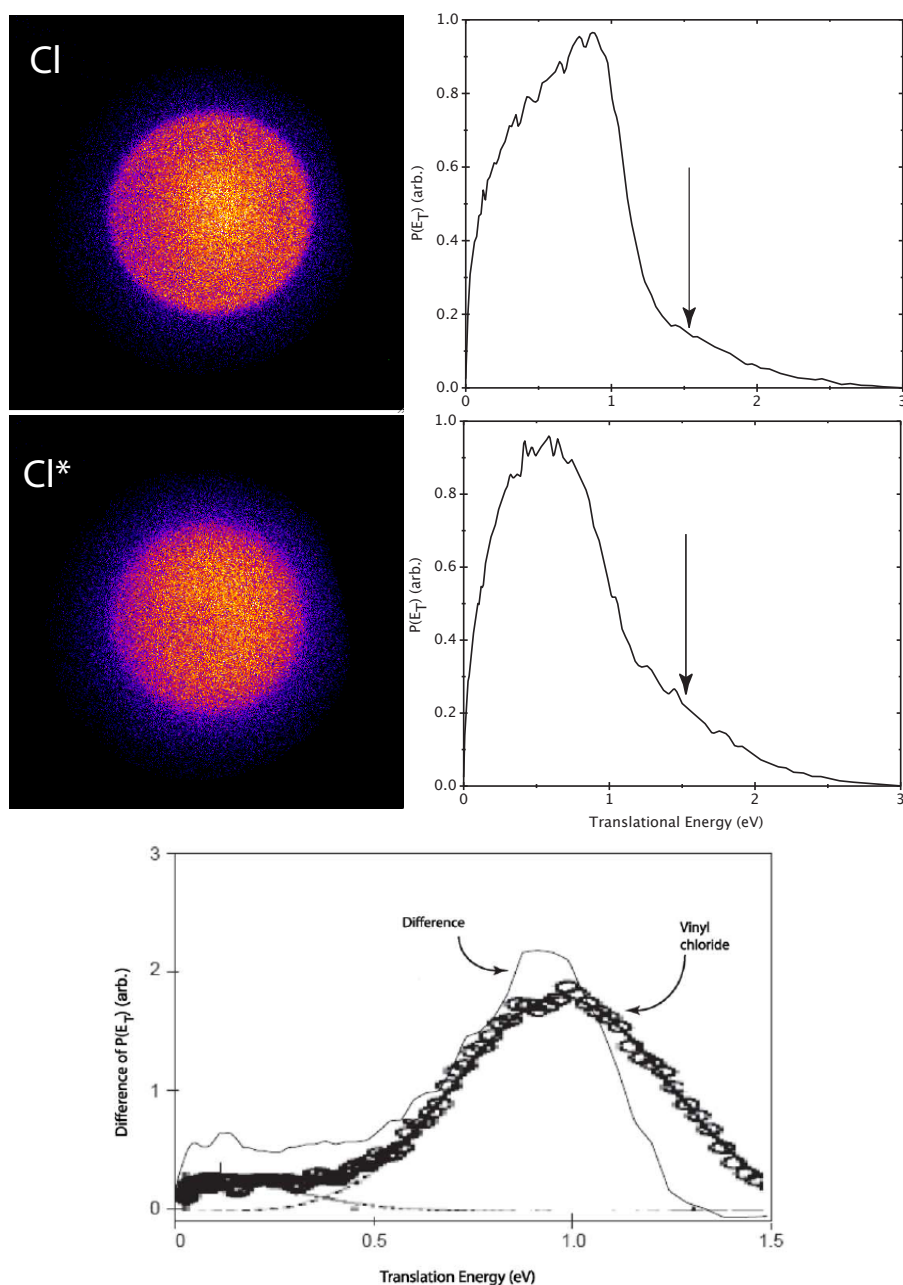 Cl
P(E_T) (arb.)
1.0
0.8
0.6
0.4
0.2
0.0
0 1 2 3
Cl*
P(E_T) (arb.)
1.0
0.8
0.6
0.4
0.2
0.0
0 1 2 3
Translational Energy (eV)
Difference of P(E_T) (arb.)
3
2
1
0
Difference
Vinyl
chloride
0 0.5 1.0 1.5
Translation Energy (eV)